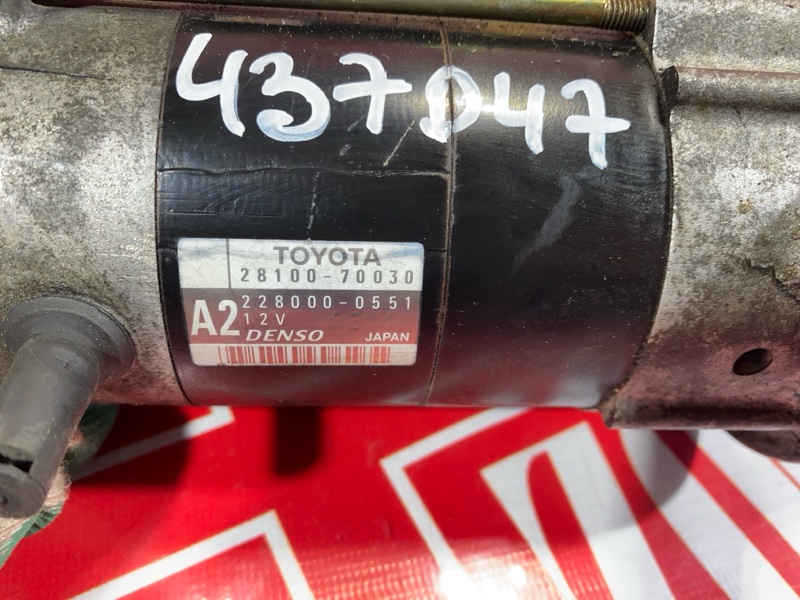 437047
TOYOTA
28100-70030
228000-0551
A2
12V
DENSO JAPAN